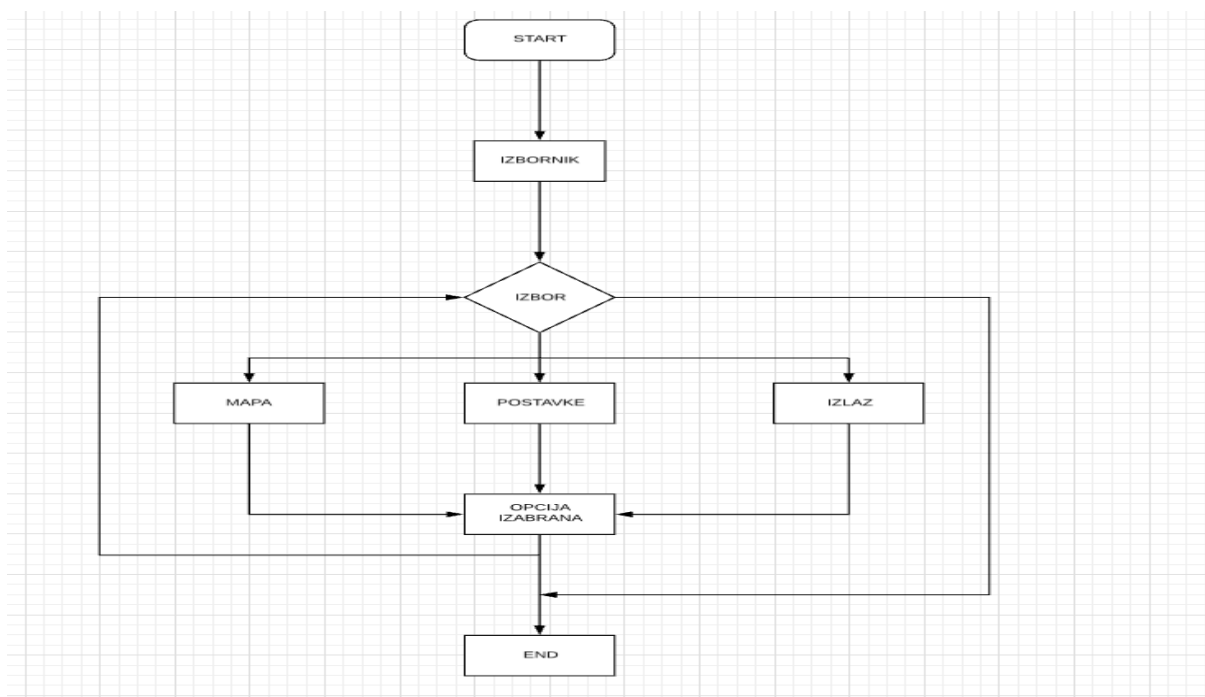 START
IZBORNIK
IZBOR
MAPA
POSTAVKE
IZLAZ
OPCIJA
IZABRANA
END